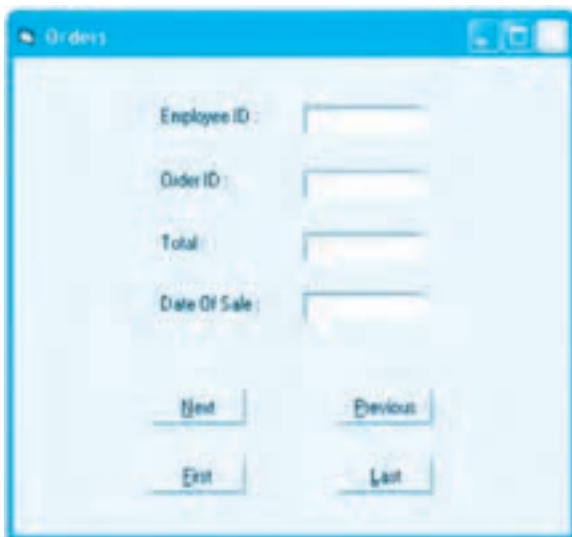 Orders
Employee ID :
Order ID :
Total :
Date Of Sale :
Next Previous
First Last